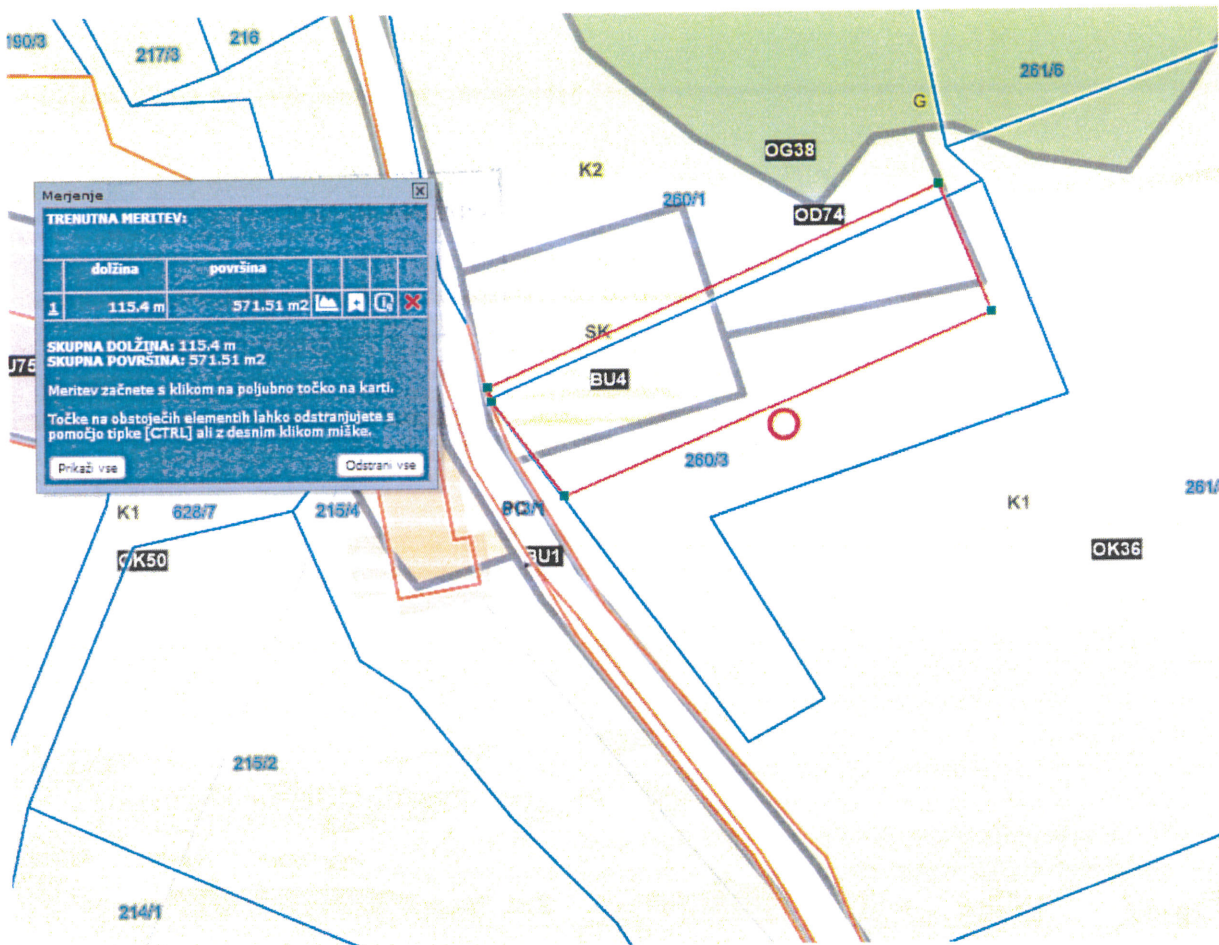 190/3
217/3
216
261/6
G
OG38
K2
260/1
OD74
Merjenje
TRENUTNA MERITEV:
dolžina površina
1 115.4 m 571.51 m2
SKUPNA DOLŽINA: 115.4 m
SKUPNA POVRŠINA: 571.51 m2
Meritev začnete s klikom na poljubno točko na karti.
Točke na obstoječih elementih lahko odstranjujete s
pomočjo tipke [CTRL] ali z desnim klikom miške.
Prikaži vse Odstrani vse
SK
BU4
260/3
K1
628/7
215/4
K1
OK50
BU1
OK36
215/2
214/1